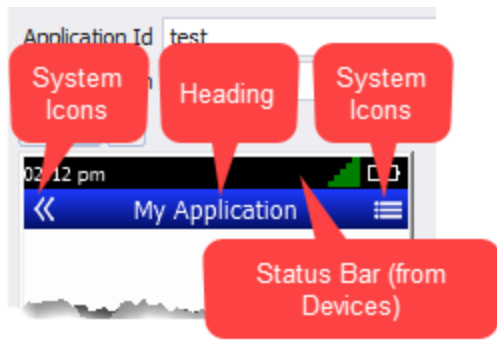 Application Id test
System
Icons
Heading
System
Icons
02:12 pm
« My Application
Status Bar (from
Devices)